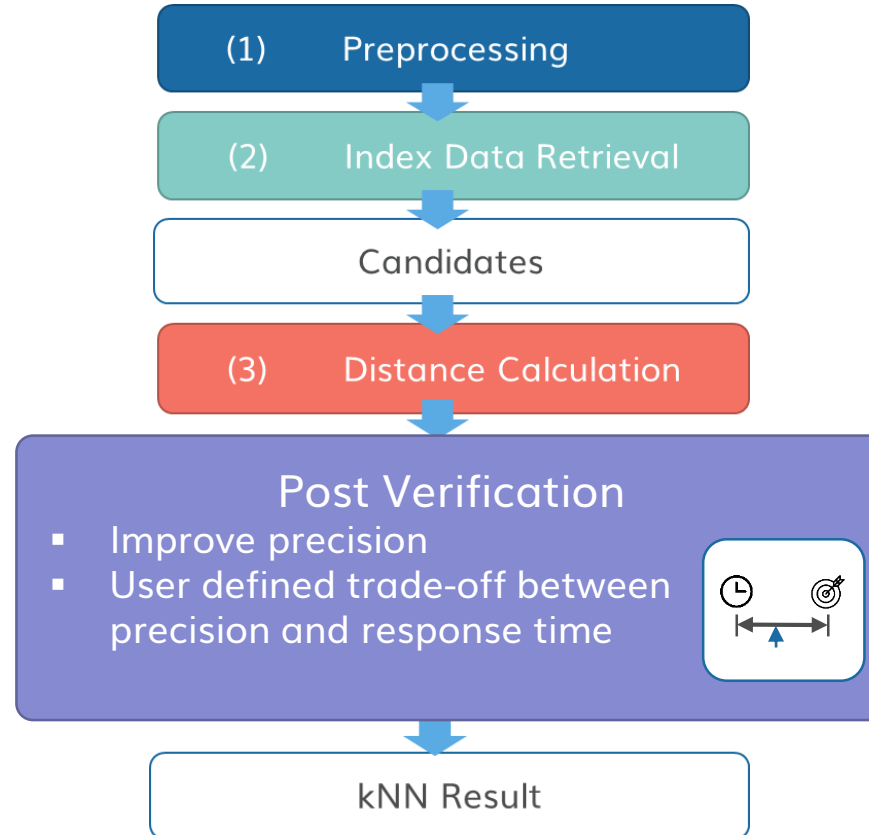 (1) Preprocessing
(2) Index Data Retrieval
Candidates
(3) Distance Calculation
Post Verification
▪ Improve precision
▪ User defined trade-off between
precision and response time
kNN Result